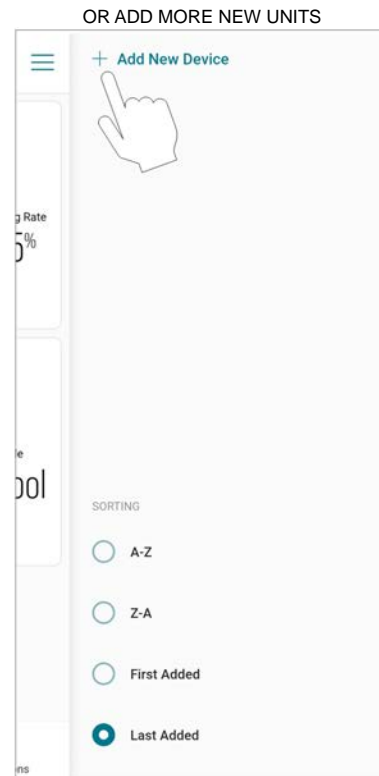 OR ADD MORE NEW UNITS
+ Add New Device
g Rate
5%
e
ool
SORTING
A-Z
Z-A
First Added
Last Added
ns